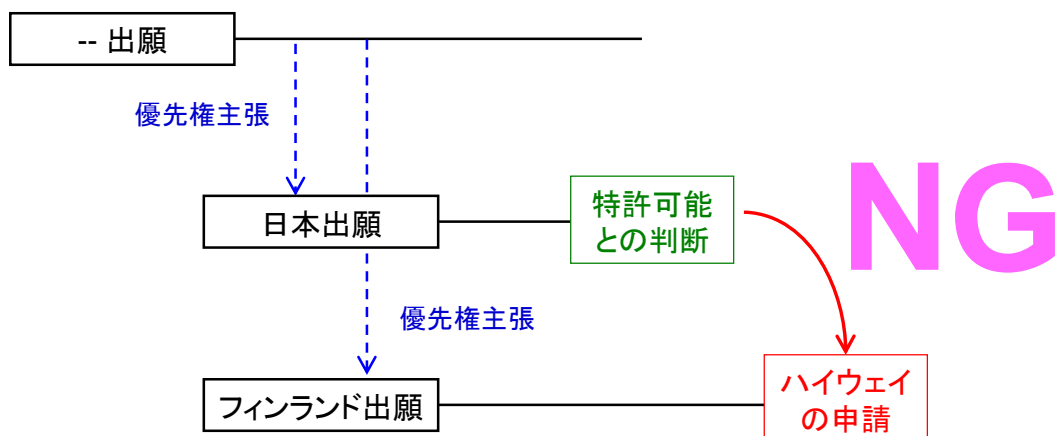 -- 出願
優先権主張
日本出願
特許可能
との判断
NG
優先権主張
フィンランド出願
ハイウェイ
の申請